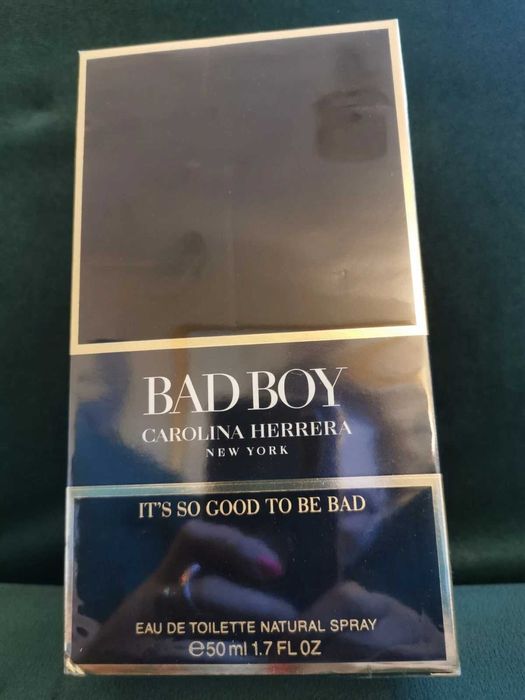 BAD BOY
CAROLINA HERRERA
NEW YORK
IT'S SO GOOD TO BE BAD
EAU DE TOILETTE NATURAL SPRAY
℮50 ml 1.7 FL OZ